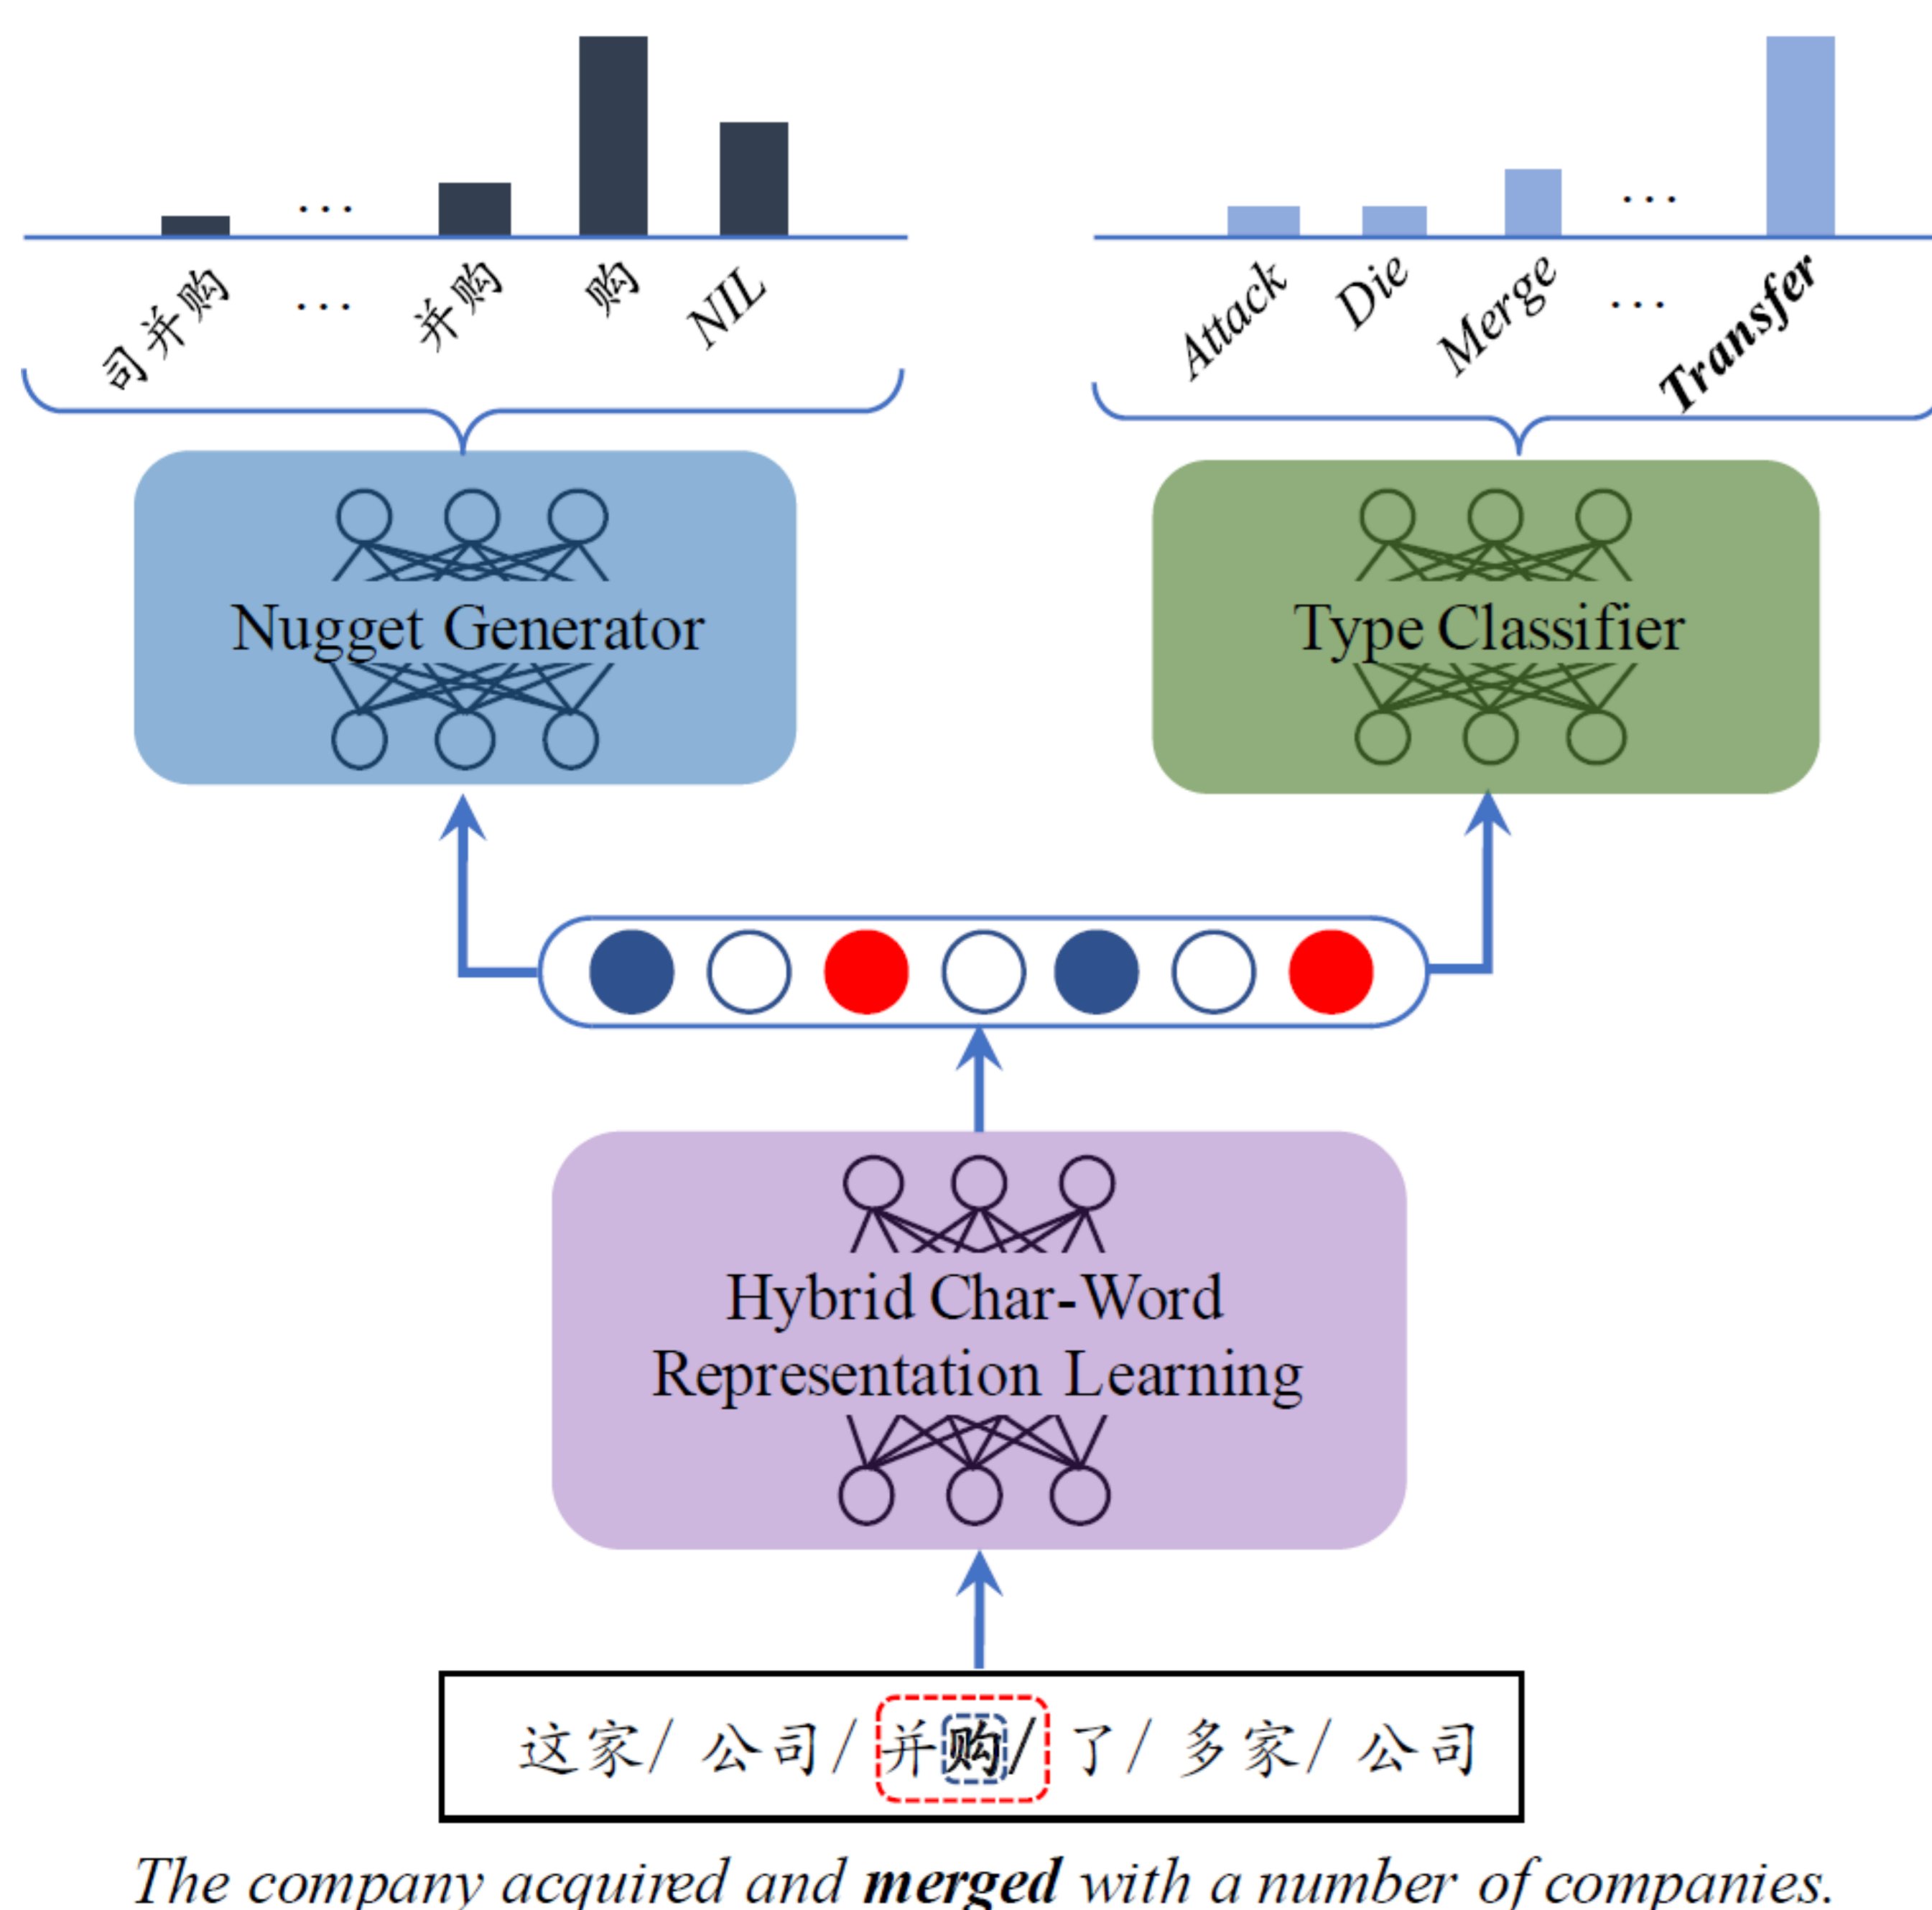 … …
司并购 … 并购 购 NIL
Attack Die Merge … Transfer
Nugget Generator
Type Classifier
Hybrid Char-Word
Representation Learning
这家/ 公司/ 并购/ 了/ 多家/ 公司
The company acquired and merged with a number of companies.